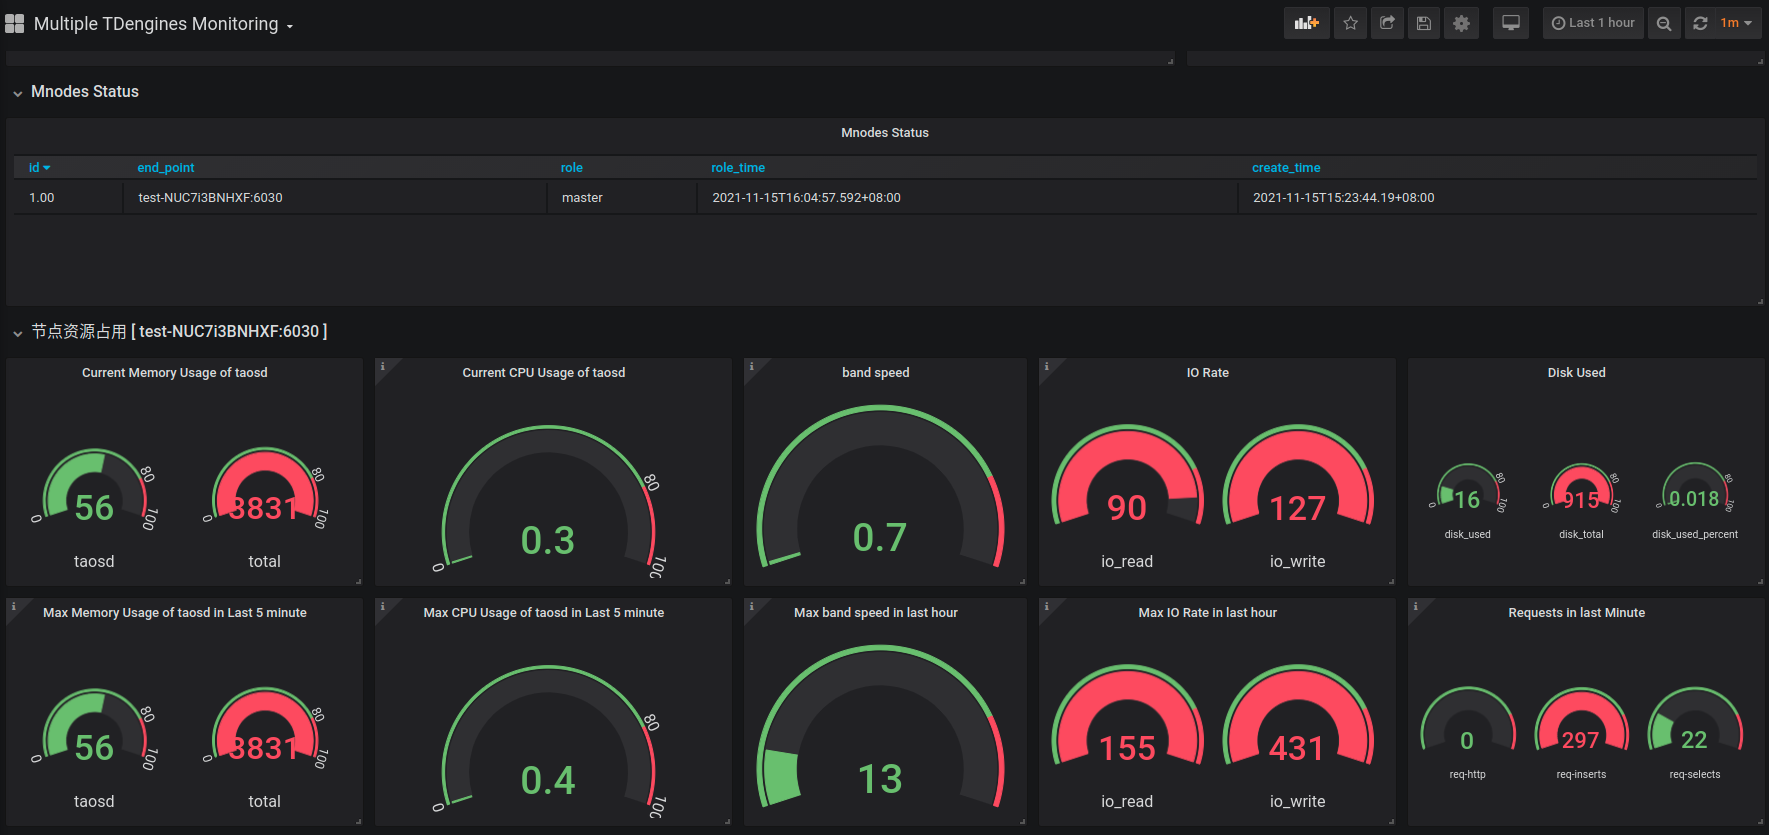 Multiple TDengines Monitoring
Last 1 hour
1m
Mnodes Status
Mnodes Status
id end_point role role_time create_time
1.00 test-NUC7i3BNHXF:6030 master 2021-11-15T16:04:57.592+08:00 2021-11-15T15:23:44.19+08:00
节点资源占用 [ test-NUC7i3BNHXF:6030 ]
Current Memory Usage of taosd
0
80
100
56
taosd
0
80
100
3831
total
Current CPU Usage of taosd
0
80
100
0.3
band speed
0.7
IO Rate
90
io_read
127
io_write
Disk Used
0
80
100
16
disk_used
0
80
100
915
disk_total
0
80
100
0.018
disk_used_percent
Max Memory Usage of taosd in Last 5 minute
0
80
100
56
taosd
0
80
100
3831
total
Max CPU Usage of taosd in Last 5 minute
0
80
100
0.4
Max band speed in last hour
13
Max IO Rate in last hour
155
io_read
431
io_write
Requests in last Minute
0
req-http
297
req-inserts
22
req-selects